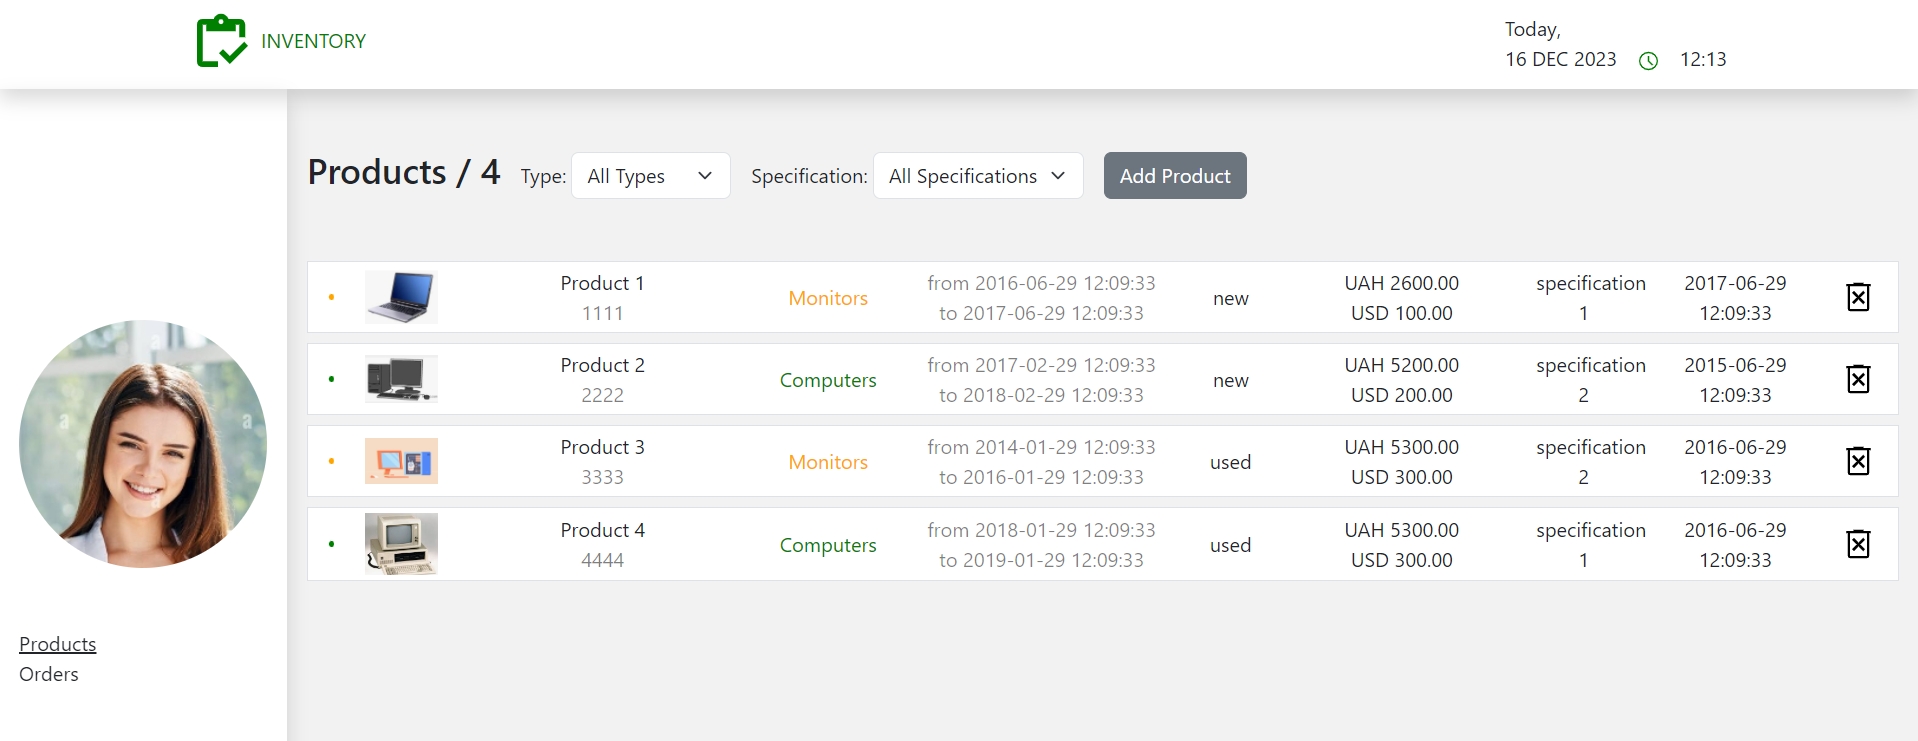 INVENTORY
Today,
16 DEC 2023 12:13
Products / 4 Type: All Types Specification: All Specifications Add Product
Product 1
1111
Monitors
from 2016-06-29 12:09:33
to 2017-06-29 12:09:33
new
UAH 2600.00
USD 100.00
specification
1
2017-06-29
12:09:33
Product 2
2222
Computers
from 2017-02-29 12:09:33
to 2018-02-29 12:09:33
new
UAH 5200.00
USD 200.00
specification
2
2015-06-29
12:09:33
Product 3
3333
Monitors
from 2014-01-29 12:09:33
to 2016-01-29 12:09:33
used
UAH 5300.00
USD 300.00
specification
2
2016-06-29
12:09:33
Product 4
4444
Computers
from 2018-01-29 12:09:33
to 2019-01-29 12:09:33
used
UAH 5300.00
USD 300.00
specification
1
2016-06-29
12:09:33
a
a
a
a
Products
Orders